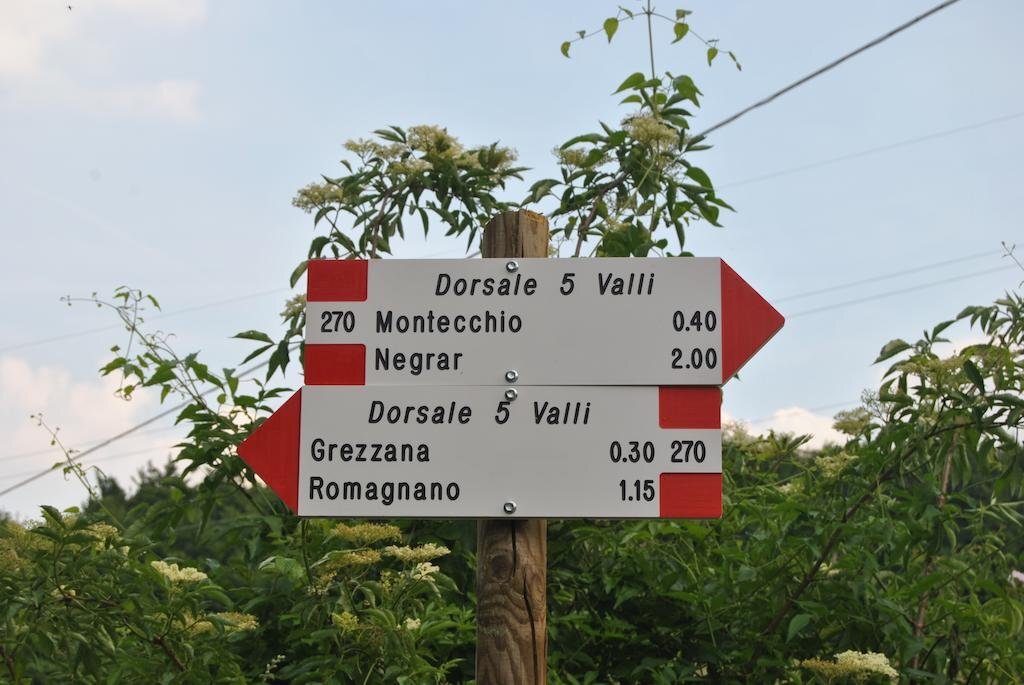 Dorsale 5 Valli
270 Montecchio 0.40
Negrar 2.00
Dorsale 5 Valli
Grezzana 0.30 270
Romagnano 1.15